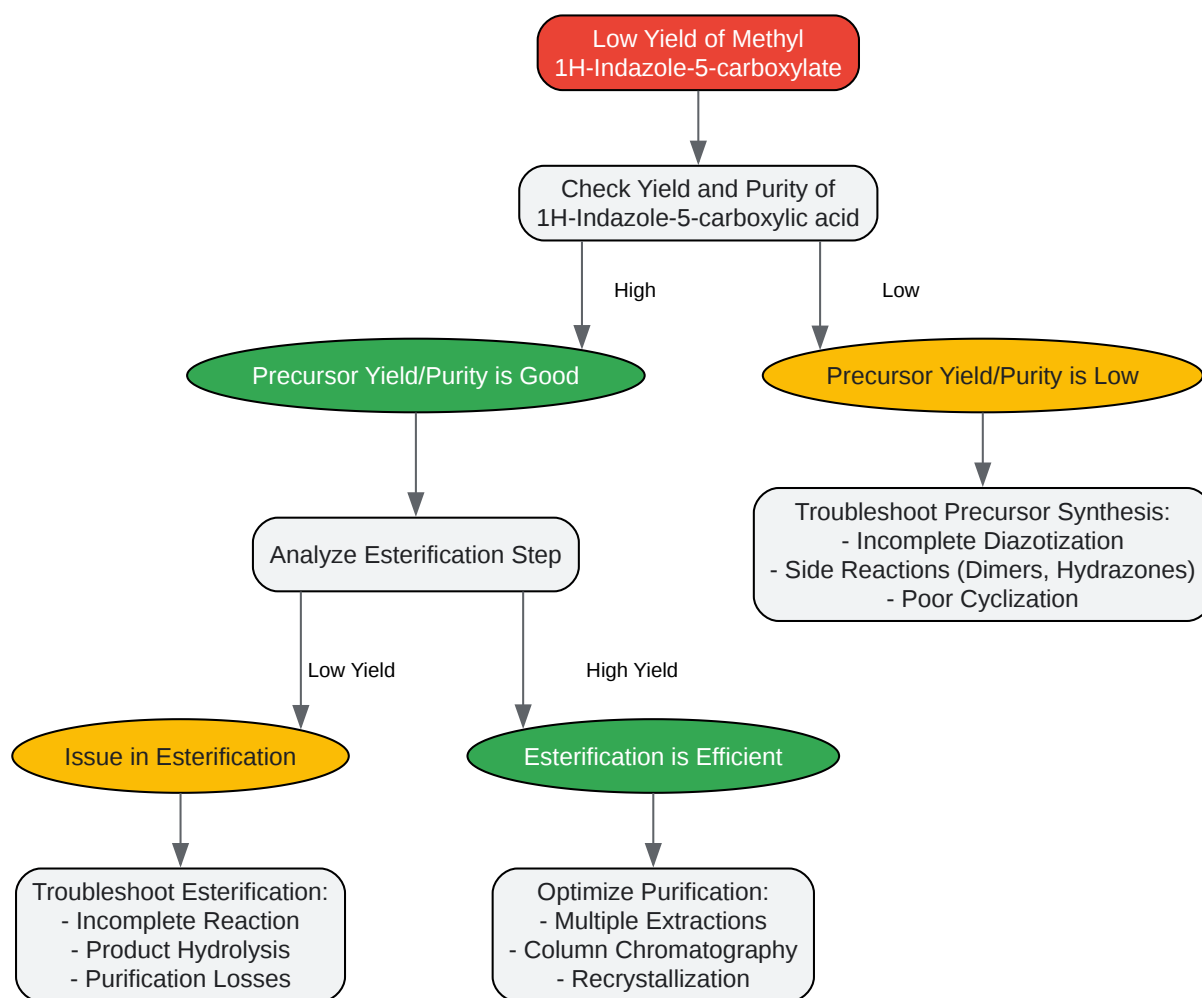 Low Yield of Methyl
1H-Indazole-5-carboxylate
Check Yield and Purity of
1H-Indazole-5-carboxylic acid
High
Low
Precursor Yield/Purity is Good
Precursor Yield/Purity is Low
Troubleshoot Precursor Synthesis:
- Incomplete Diazotization
- Side Reactions (Dimers, Hydrazones)
- Poor Cyclization
Analyze Esterification Step
Low Yield
High Yield
Issue in Esterification
Esterification is Efficient
Troubleshoot Esterification:
- Incomplete Reaction
- Product Hydrolysis
- Purification Losses
Optimize Purification:
- Multiple Extractions
- Column Chromatography
- Recrystallization